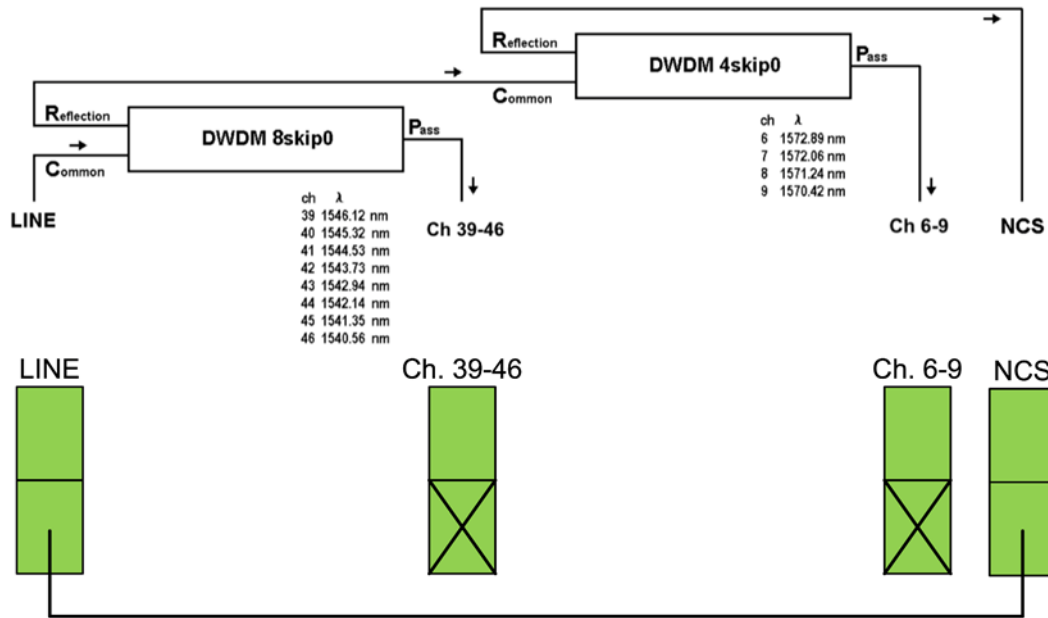 Reflection
DWDM 4skip0
Pass
Common
Reflection
DWDM 8skip0
Pass
Common
ch λ
6 1572.89 nm
7 1572.06 nm
8 1571.24 nm
9 1570.42 nm
LINE
ch λ
39 1546.12 nm
40 1545.32 nm
41 1544.53 nm
42 1543.73 nm
43 1542.94 nm
44 1542.14 nm
45 1541.35 nm
46 1540.56 nm
Ch 39-46
Ch 6-9
NCS
LINE
Ch. 39-46
Ch. 6-9
NCS